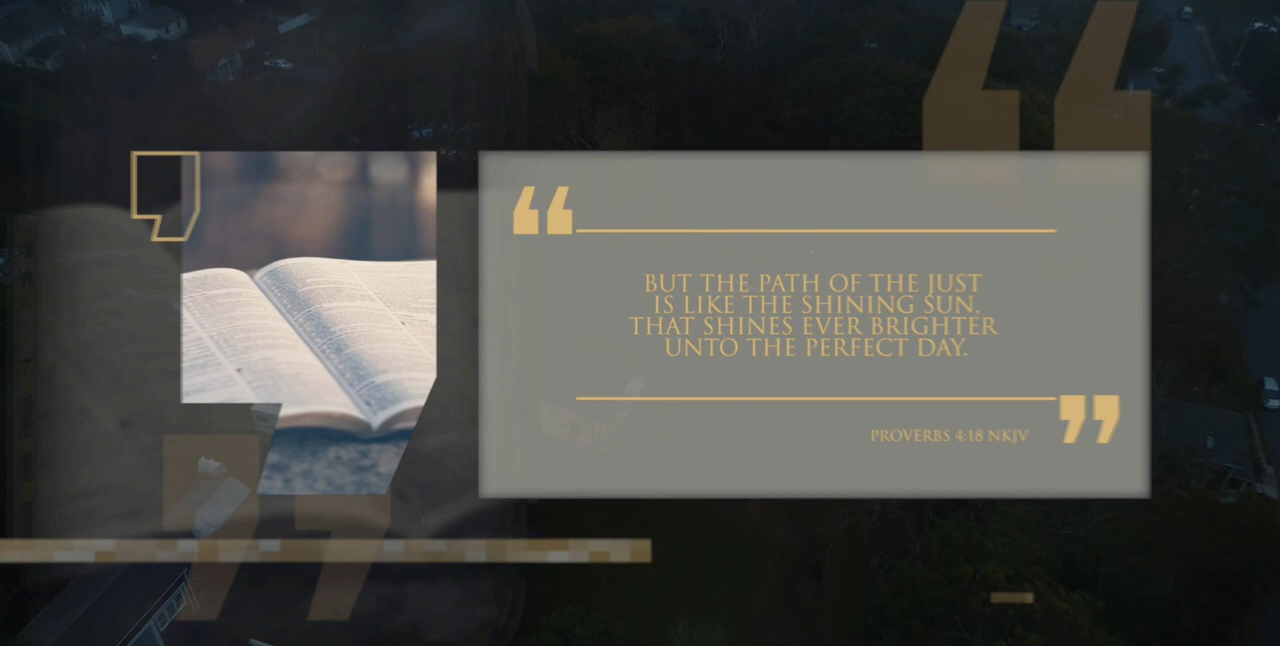 BUT THE PATH OF THE JUST
IS LIKE THE SHINING SUN,
THAT SHINES EVER BRIGHTER
UNTO THE PERFECT DAY.
PROVERBS 4:18 NKJV